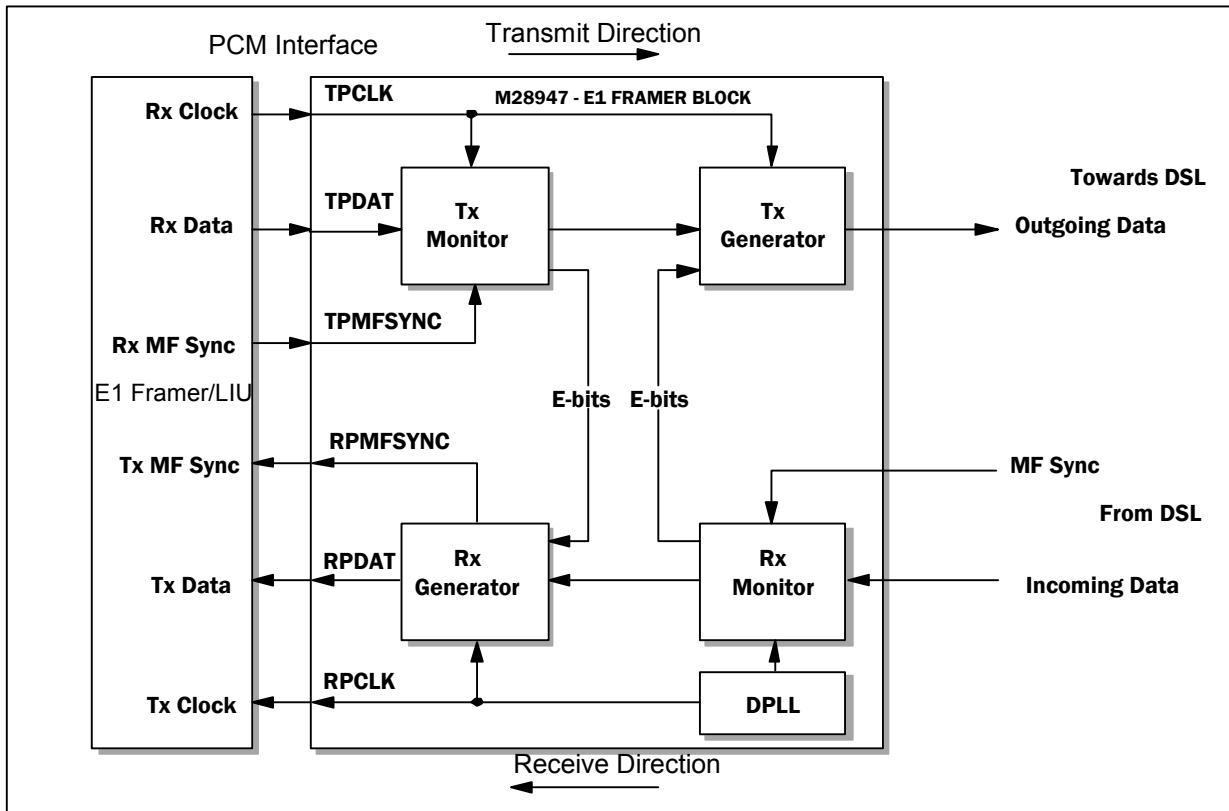 PCM Interface
Transmit Direction
TPCLK
M28947 - E1 FRAMER BLOCK
Rx Clock
Rx Data
TPDAT
Tx
Monitor
Tx
Generator
Towards DSL
Outgoing Data
Rx MF Sync
TPMFSYNC
E1 Framer/LIU
E-bits
E-bits
Tx MF Sync
RPMFSYNC
MF Sync
From DSL
Tx Data
RPDAT
Rx
Generator
Rx
Monitor
Incoming Data
Tx Clock
RPCLK
DPLL
Receive Direction